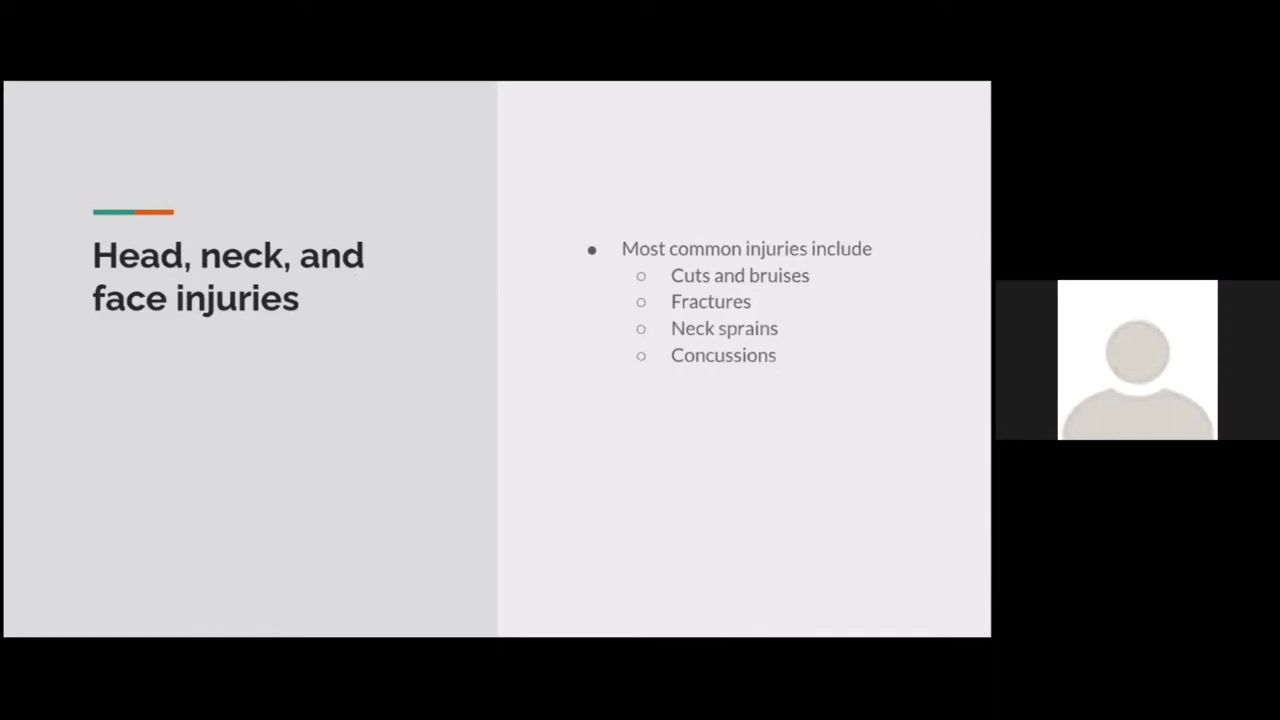 Head, neck, and
face injuries
● Most common injuries include
○ Cuts and bruises
○ Fractures
○ Neck sprains
○ Concussions